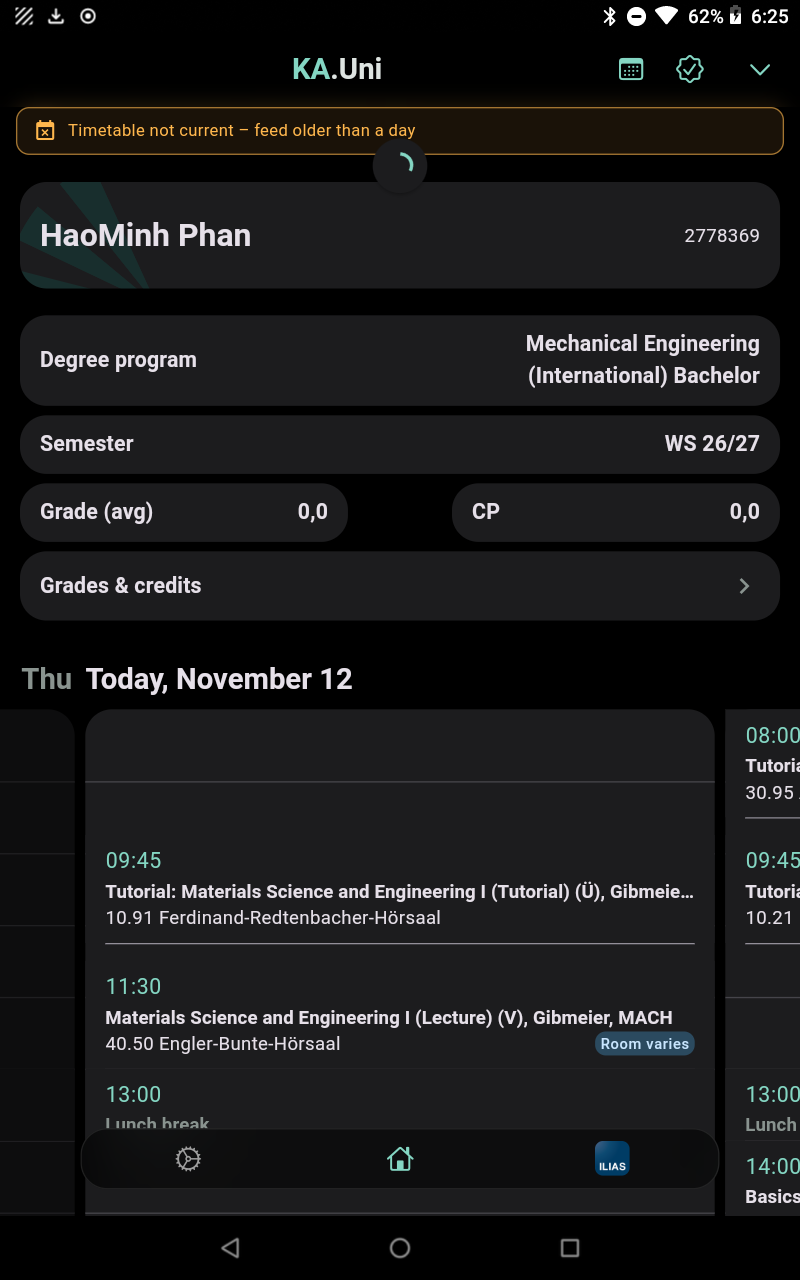 62% 6:25
KA.Uni
Timetable not current – feed older than a day
HaoMinh Phan 2778369
Degree program Mechanical Engineering
(International) Bachelor
Semester WS 26/27
Grade (avg) 0,0 CP 0,0
Grades & credits
Thu Today, November 12
08:00
Tutoria
30.95
09:45
Tutorial: Materials Science and Engineering I (Tutorial) (Ü), Gibmeie…
10.91 Ferdinand-Redtenbacher-Hörsaal
09:45
Tutoria
10.21
11:30
Materials Science and Engineering I (Lecture) (V), Gibmeier, MACH
40.50 Engler-Bunte-Hörsaal Room varies
13:00
Lunch break
13:00
Lunch
14:00
Basics
ILIAS